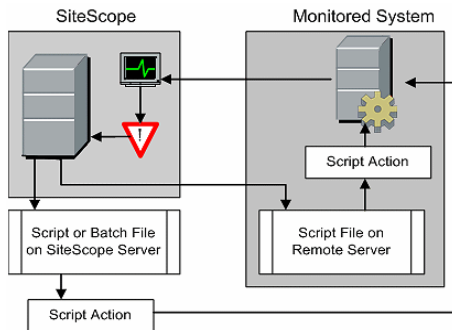 SiteScope
Monitored System
!
Script Action
Script or Batch File
on SiteScope Server
Script File on
Remote Server
Script Action